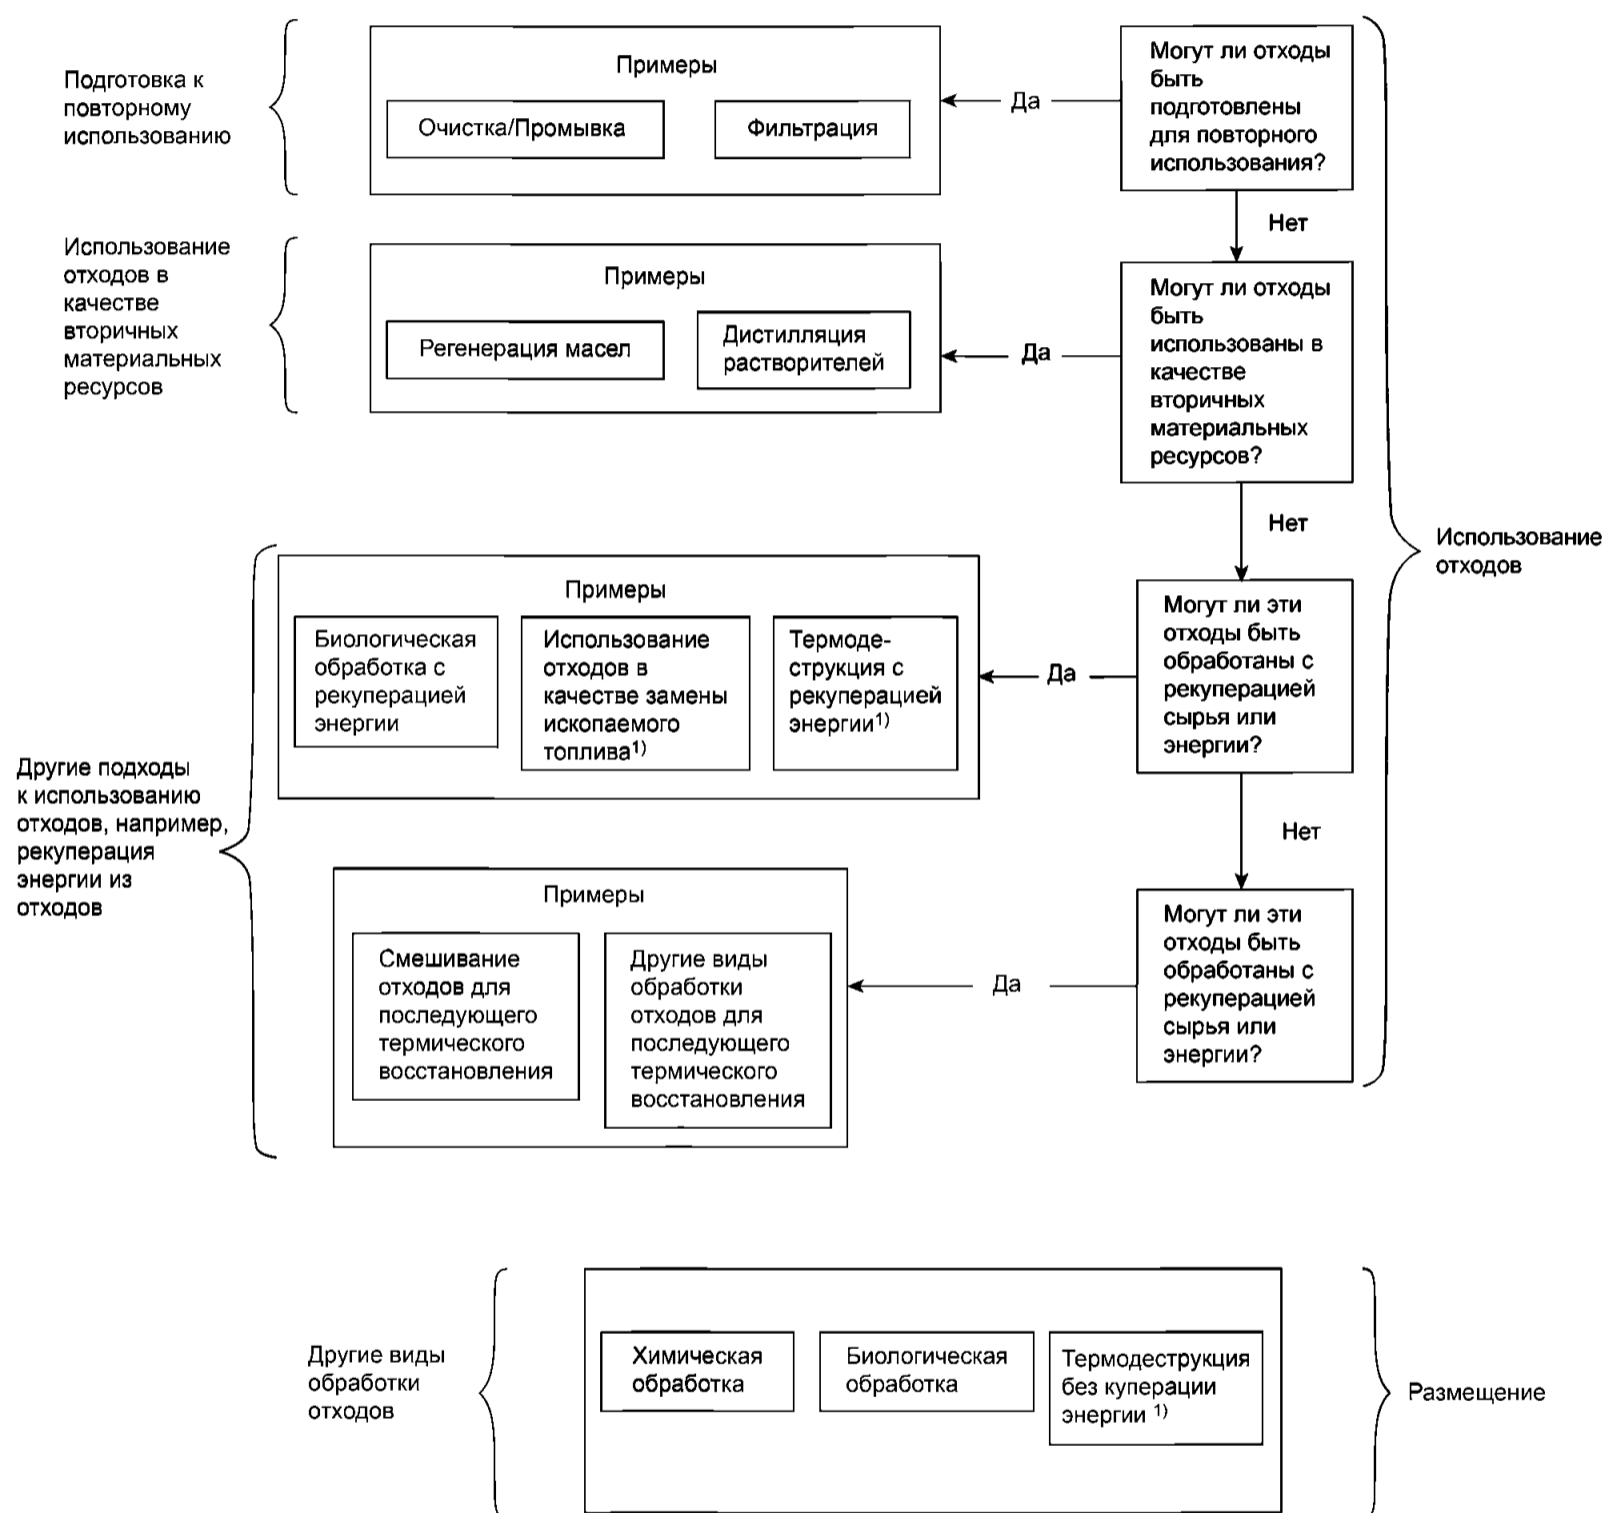 Подготовка к
повторному
использованию
Примеры
Очистка/Промывка
Фильтрация
Да
Могут ли отходы
быть
подготовлены
для повторного
использования?
Нет
Использование
отходов в
качестве
вторичных
материальных
ресурсов
Примеры
Регенерация масел
Дистилляция
растворителей
Да
Могут ли отходы
быть
использованы в
качестве
вторичных
материальных
ресурсов?
Нет
Использование
отходов
Примеры
Биологическая
обработка с
рекуперацией
энергии
Использование
отходов в
качестве замены
ископаемого
топлива1)
Термоде-
струкция с
рекуперацией
энергии1)
Да
Могут ли эти
отходы быть
обработаны с
рекуперацией
сырья или
энергии?
Нет
Другие подходы
к использованию
отходов, например,
рекуперация
энергии из
отходов
Примеры
Смешивание
отходов для
последующего
термического
восстановления
Другие виды
обработки
отходов для
последующего
термического
восстановления
Да
Могут ли эти
отходы быть
обработаны с
рекуперацией
сырья или
энергии?
Другие виды
обработки
отходов
Химическая
обработка
Биологическая
обработка
Термодеструкция
без куперации
энергии 1)
Размещение